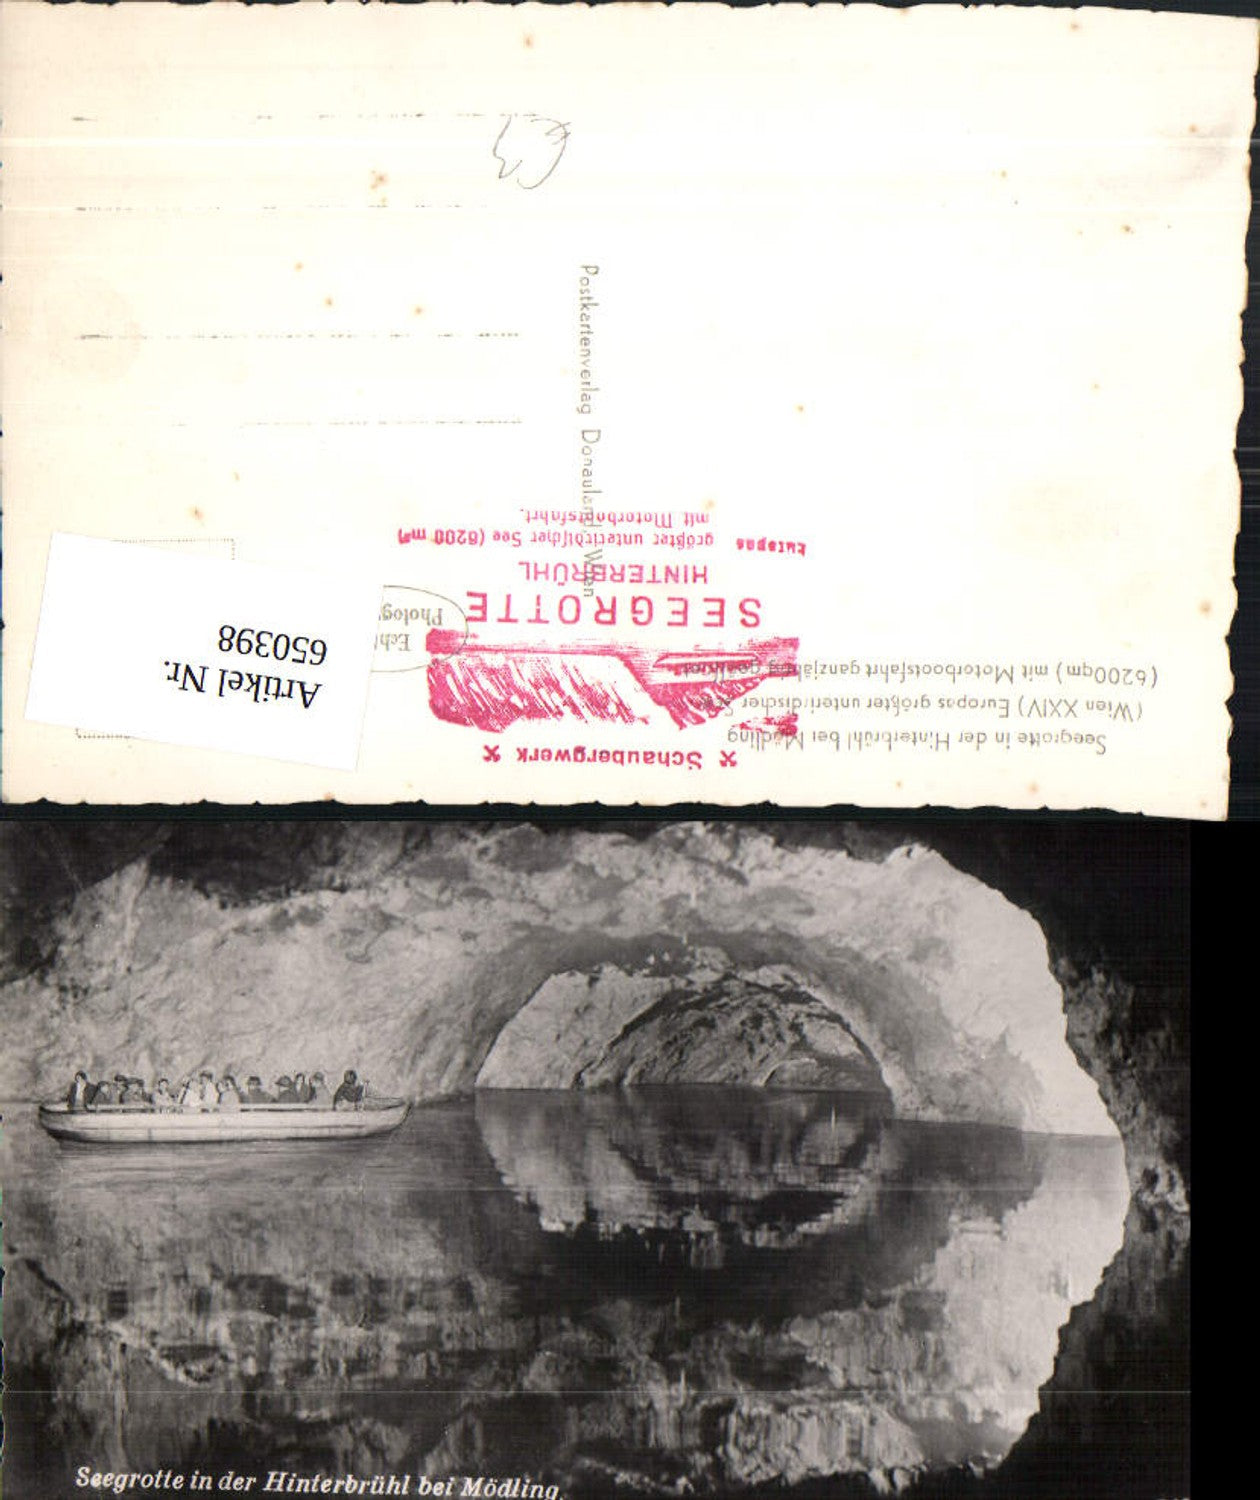 Seegrotte in der Hinterbrühl bei Mödling
(Wien XXIV) Europas größter unterirdischer
(6200qm) mit Motorbootsfahrt ganzjährig geöffnet
Schaubergwerk
SEEGROTTE
HINTERBRÜHL
Europas größter unterirdischer See (6200 m²)
mit Motorbootsfahrt.
Postkartenverlag Donauland, Wien
Photog
Artikel Nr.
650398
Seegrotte in der Hinterbrühl bei Mödling.